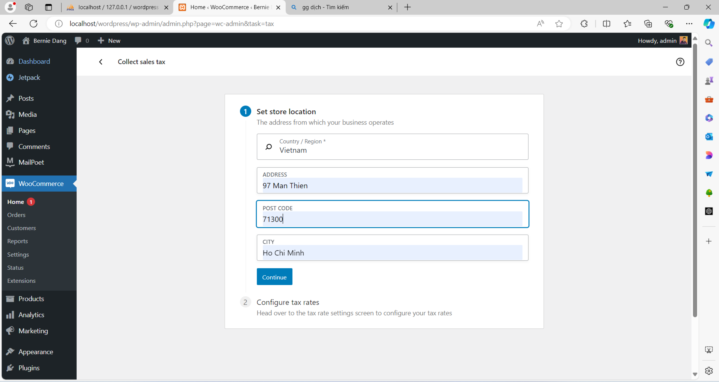 localhost / 127.0.0.1 / wordpress
Home ‹ WooCommerce ‹ Bernie
gg dịch - Tìm kiếm
localhost/wordpress/wp-admin/admin.php?page=wc-admin&task=tax
Bernie Dang
0
New
Howdy, admin
Dashboard
Jetpack
Posts
Media
Pages
Comments
MailPoet
WooCommerce
Home 1
Orders
Customers
Reports
Settings
Status
Extensions
Products
Analytics
Marketing
Appearance
Plugins
Collect sales tax
1
Set store location
The address from which your business operates
Country / Region *
Vietnam
ADDRESS
97 Man Thien
POST CODE
71300
CITY
Ho Chi Minh
Continue
2
Configure tax rates
Head over to the tax rate settings screen to configure your tax rates